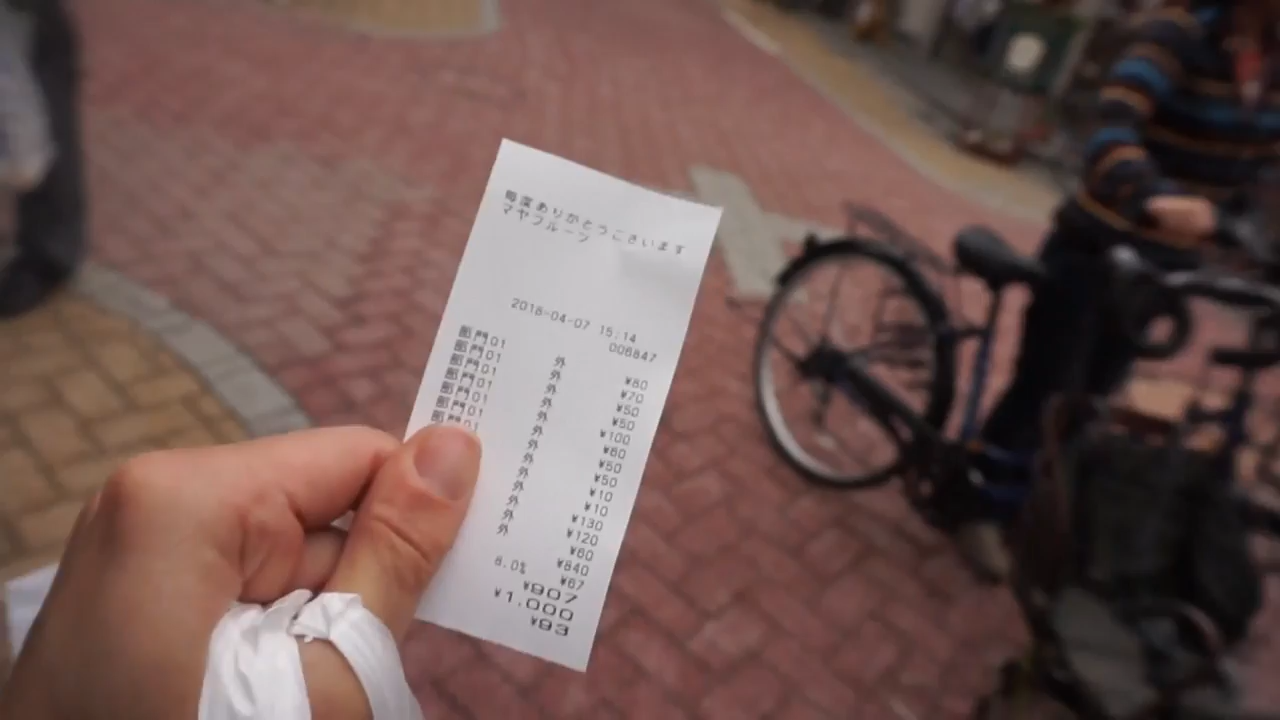 毎度ありがとうございます
マヤフルーツ
2018-04-07 15:14
006847
部門01 外 ¥80
部門01 外 ¥70
部門01 外 ¥50
部門01 外 ¥50
部門01 外 ¥100
部門01 外 ¥60
部門01 外 ¥50
外 ¥50
外 ¥10
外 ¥10
外 ¥130
外 ¥120
外 ¥60
¥840
8.0% ¥67
¥907
¥1,000
¥93